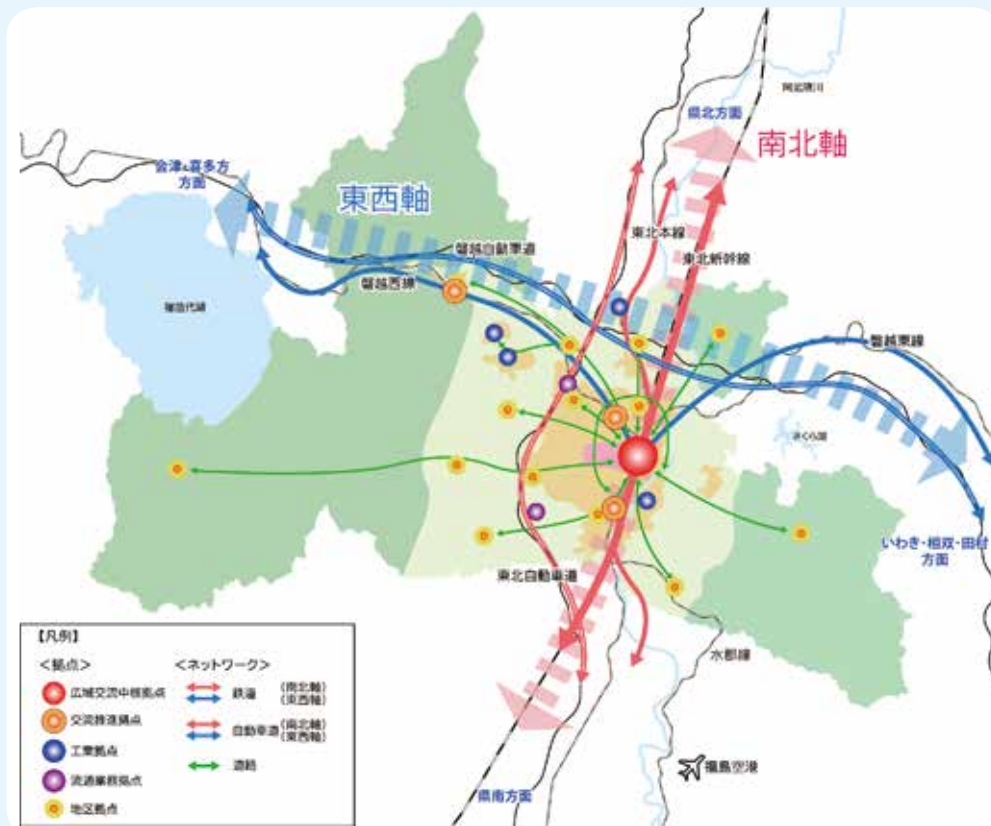 阿武隈川
県北方面
南北軸
会津・喜多方
方面
東西軸
東北本線
磐越自動車道
東北新幹線
磐越西線
猪苗代湖
磐越東線
さくら湖
いわき・相双・田村
方面
東北自動車道
水郡線
福島空港
県南方面
【凡例】
<拠点>
<ネットワーク>
広域交流中核拠点
鉄道 (南北軸)
(東西軸)
交流推進拠点
自動車道 (南北軸)
(東西軸)
工業拠点
道路
流通業務拠点
地区拠点